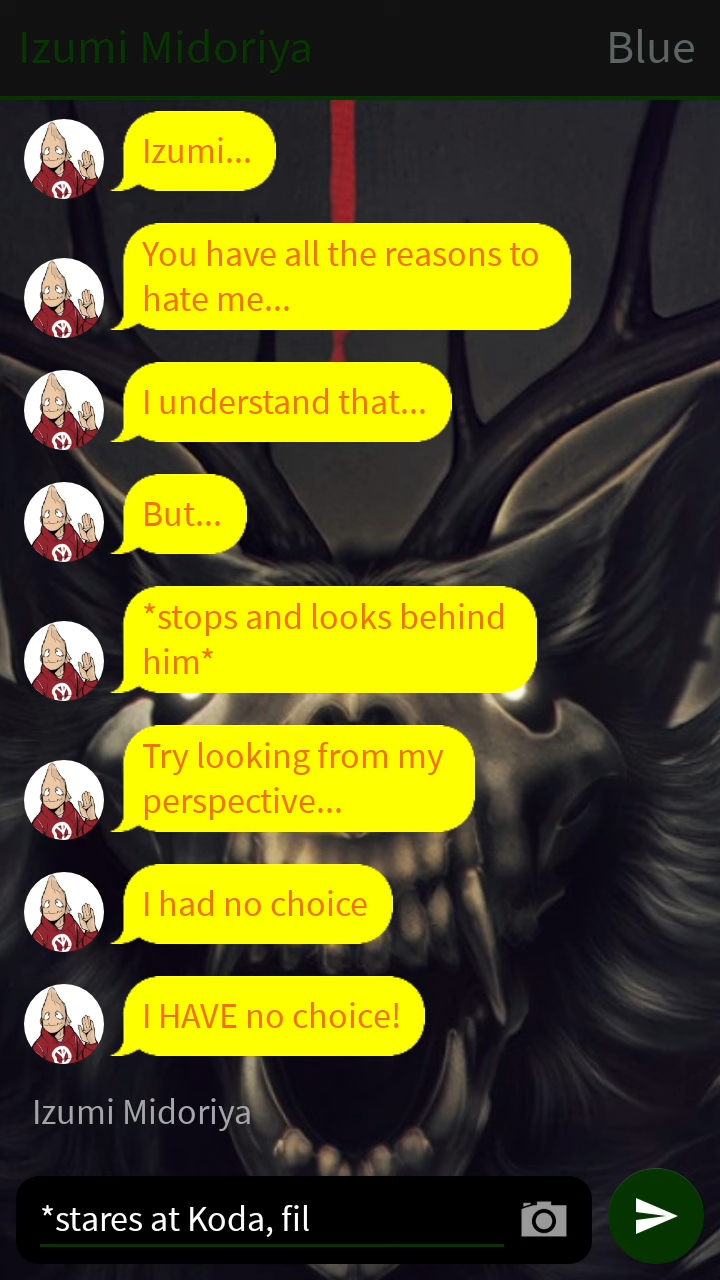 Izumi Midoriya
Blue
Izumi...
You have all the reasons to
hate me...
I understand that...
But...
*stops and looks behind
him*
Try looking from my
perspective...
I had no choice
I HAVE no choice!
Izumi Midoriya
*stares at Koda, fil